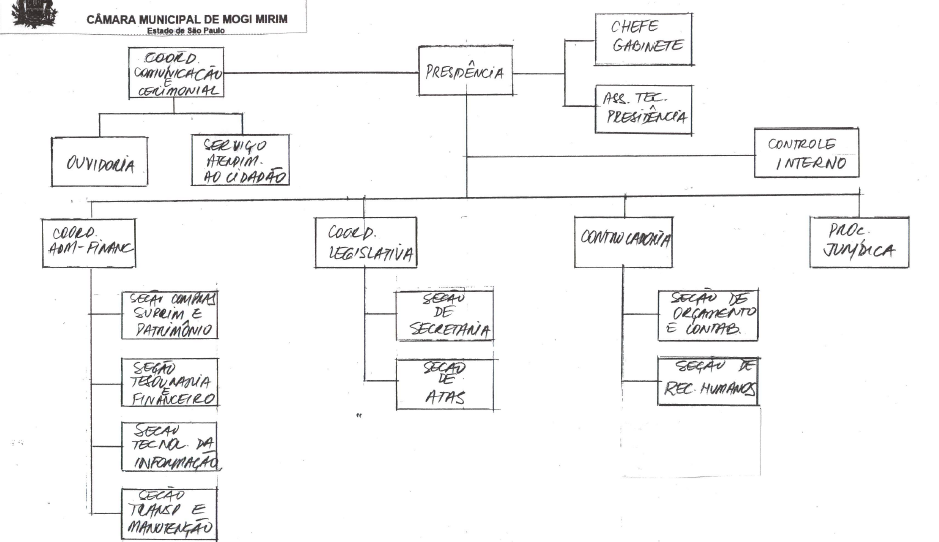 CÂMARA MUNICIPAL DE MOGI MIRIM
Estado de São Paulo
COORD.
COMUNICAÇÃO
E
CERIMONIAL
PRESIDÊNCIA
CHEFE
GABINETE
ASS. TEC.
PRESIDÊNCIA
OUVIDORIA
SERVIÇO
ATENDIM.
AO CIDADÃO
CONTROLE
INTERNO
COORD.
ADM-FINANC
COORD.
LEGISLATIVA
CONTROLADORIA
PROC.
JURÍDICA
SEÇÃO COMPRAS
SUPRIM E
PATRIMÔNIO
SEÇÃO
TESOURARIA
E
FINANCEIRO
SEÇÃO
TECNOL. DA
INFORMAÇÃO
SEÇÃO
TRANSP E
MANUTENÇÃO
SEÇÃO
DE
SECRETARIA
SEÇÃO
DE
ATAS
SEÇÃO DE
ORÇAMENTO
E CONTAB.
SEÇÃO DE
REC. HUMANOS